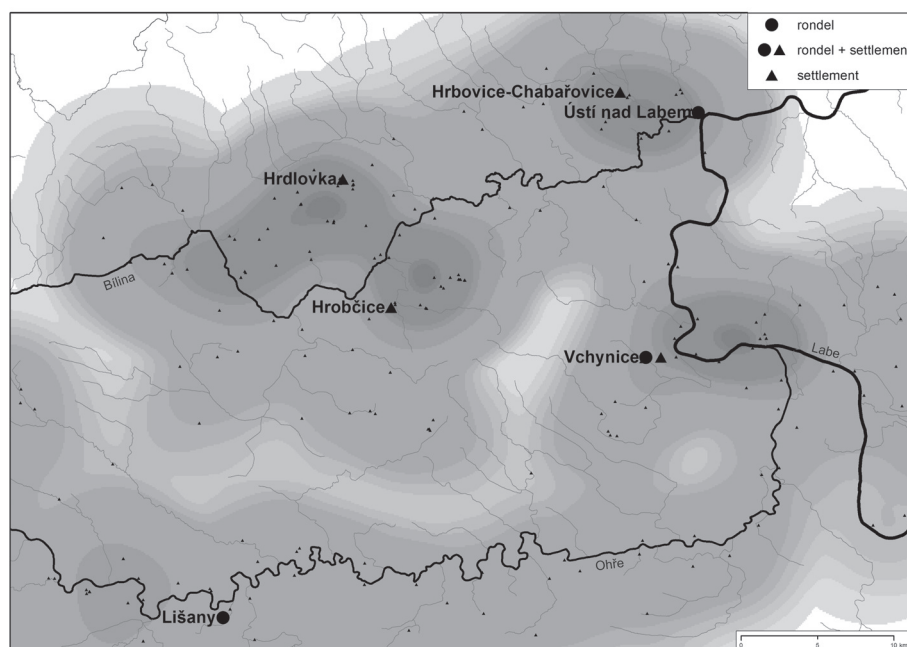 rondel
rondel + settlement
settlement
Hrbovice-Chabařovice
Ústí nad Labem
Hrdlovka
Bílina
Hrobčice
Vchynice
Labe
Ohře
Lišany
0 5 10 km